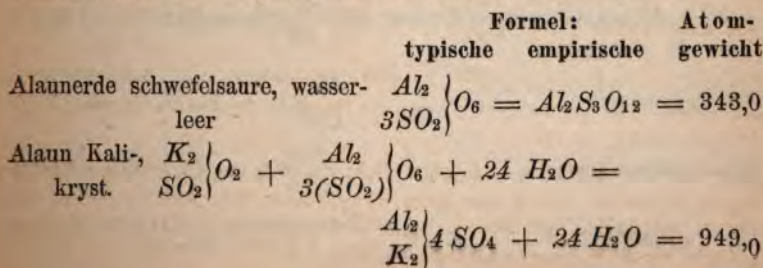 Formel: Atom-
typische empirische gewicht
Alaunerde schwefelsaure, wasser- Al₂ }
leer 3SO₂ } O₆ = Al₂S₃O₁₂ = 343,0
Alaun Kali-, K₂ } O₂ + Al₂ } O₆ + 24 H₂O =
kryst. SO₂ } 3(SO₂) }
Al₂ } 4 SO₄ + 24 H₂O = 949,0
K₂ }